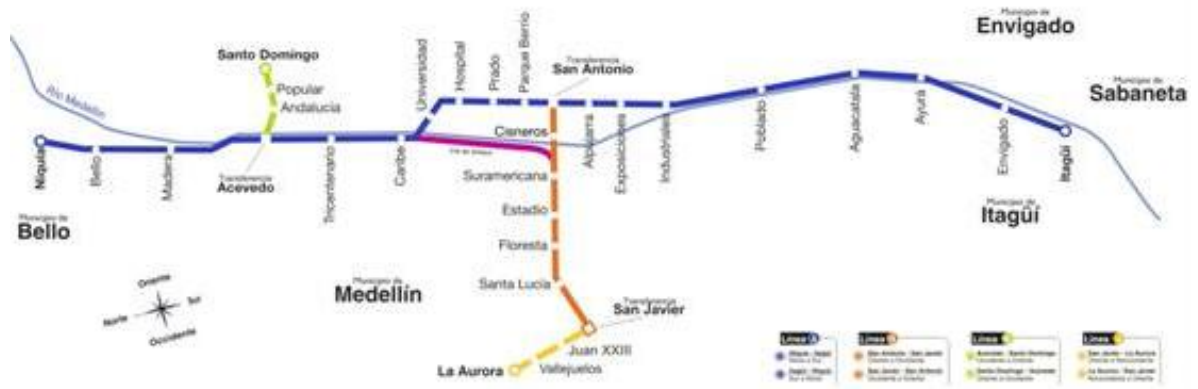 Municipio de
Envigado
Municipio de
Sabaneta
Santo Domingo
Popular
Andalucía
Río Medellín
Universidad
Hospital
Prado
Parque Berrío
Transferencia
San Antonio
Cisneros
Niquía
Bello
Madera
Transferencia
Acevedo
Tricentenario
Caribe
Suramericana
Estadio
Floresta
Santa Lucía
Alpujarra
Exposiciones
Industriales
Poblado
Aguacatala
Ayurá
Envigado
Itagüí
Municipio de
Bello
Municipio de
Medellín
Municipio de
Itagüí
Oriente
Norte
Sur
Occidente
Transferencia
San Javier
Juan XXIII
Vallejuelos
La Aurora
Línea A
Línea
Línea
Línea